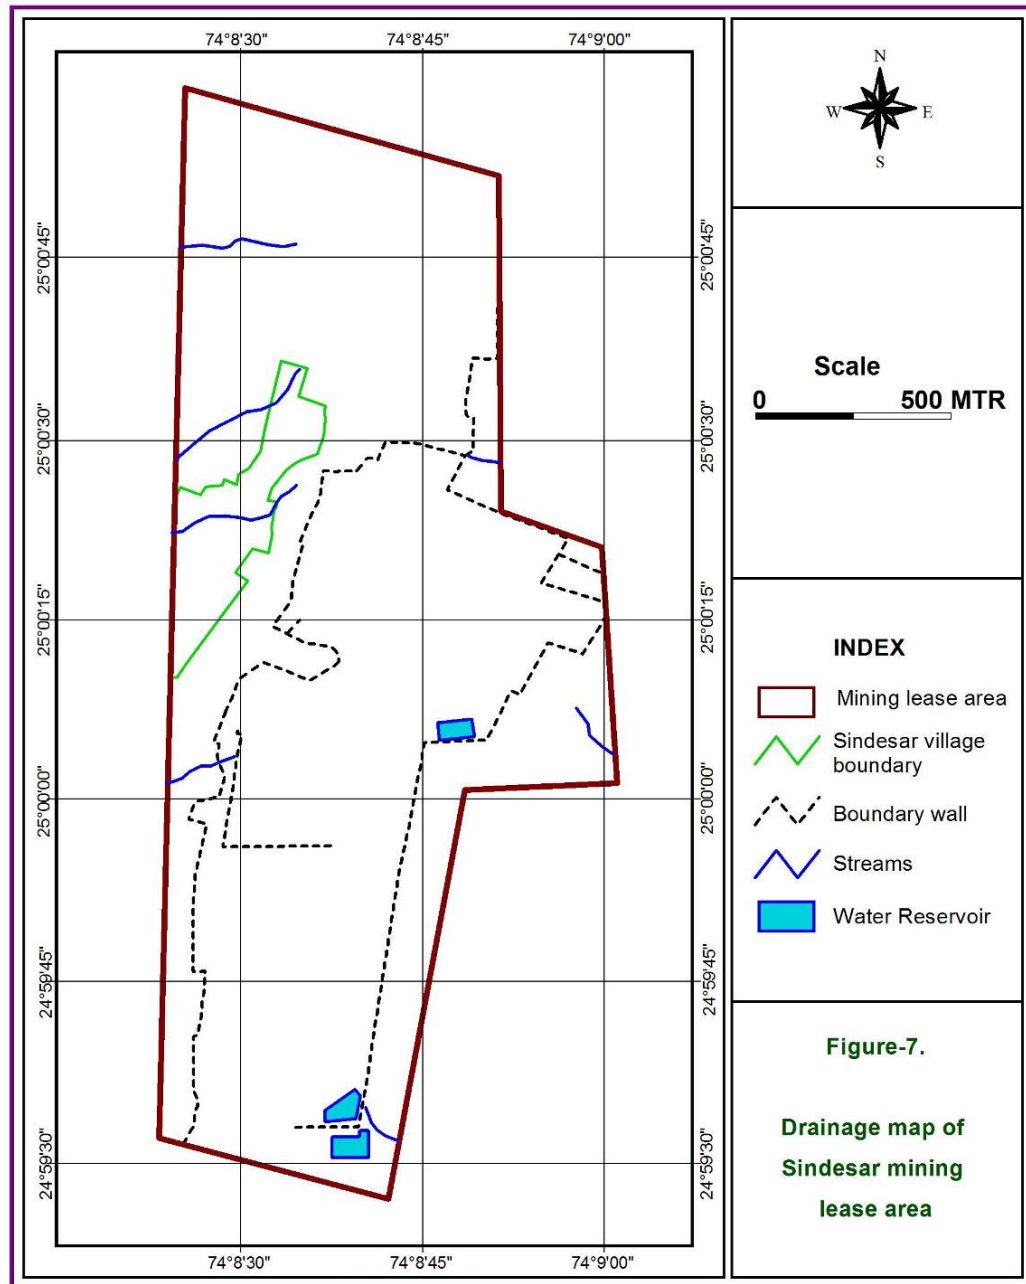 74°8'30"
74°8'45"
74°9'00"
25°00'45"
25°00'45"
25°00'30"
25°00'30"
25°00'15"
25°00'15"
25°00'00"
25°00'00"
24°59'45"
24°59'45"
24°59'30"
24°59'30"
74°8'30"
74°8'45"
74°9'00"
N
W E
S
Scale
0 500 MTR
INDEX
Mining lease area
Sindesar village
boundary
Boundary wall
Streams
Water Reservoir
Figure-7.
Drainage map of
Sindesar mining
lease area